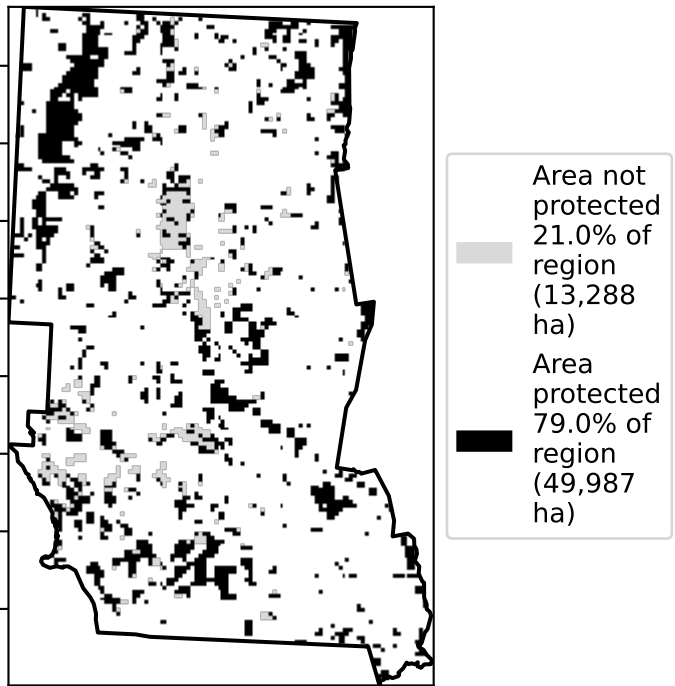 Area not
protected
21.0% of
region
(13,288
ha)
Area
protected
79.0% of
region
(49,987
ha)